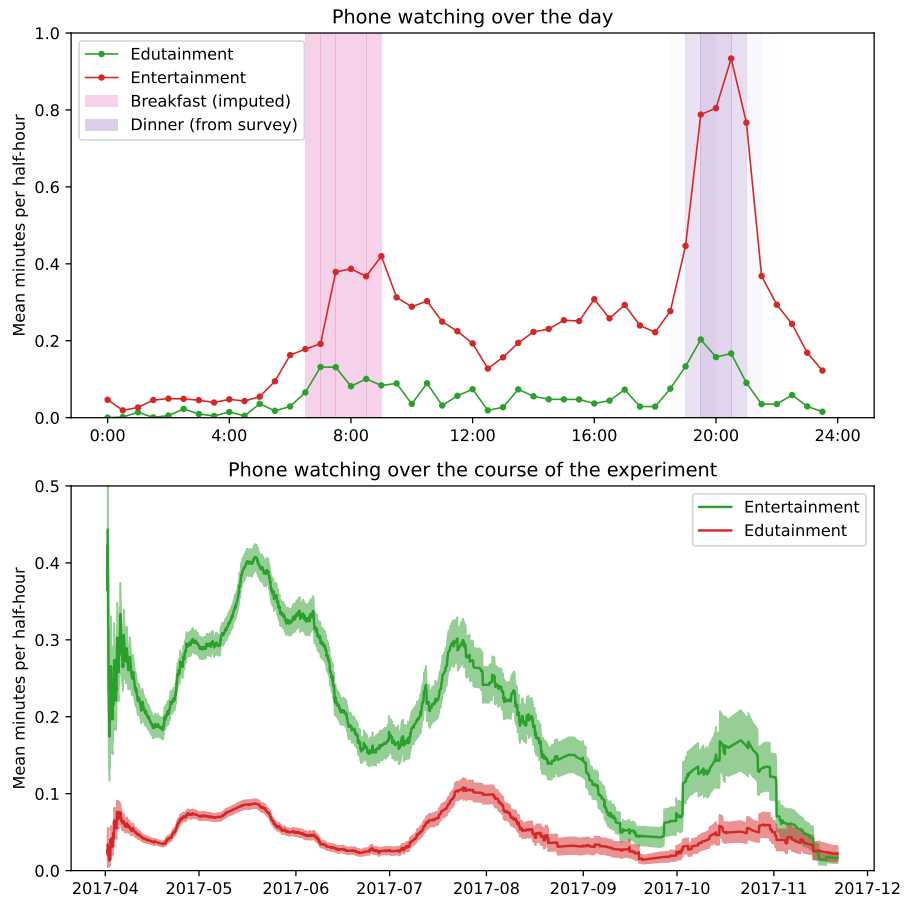 Phone watching over the day
Mean minutes per half-hour
1.0
0.8
0.6
0.4
0.2
0.0
Edutainment
Entertainment
Breakfast (imputed)
Dinner (from survey)
0:00 4:00 8:00 12:00 16:00 20:00 24:00
Phone watching over the course of the experiment
Mean minutes per half-hour
0.5
0.4
0.3
0.2
0.1
0.0
Entertainment
Edutainment
2017-04 2017-05 2017-06 2017-07 2017-08 2017-09 2017-10 2017-11 2017-12